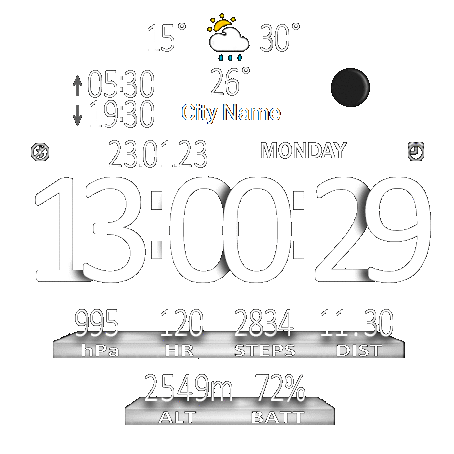 15° 30°
05:30 26°
19:30 City Name
23.01.23 MONDAY
13:00:29
995 120 2834 11:30
hPa HR STEPS DIST
2549m 72%
ALT BATT